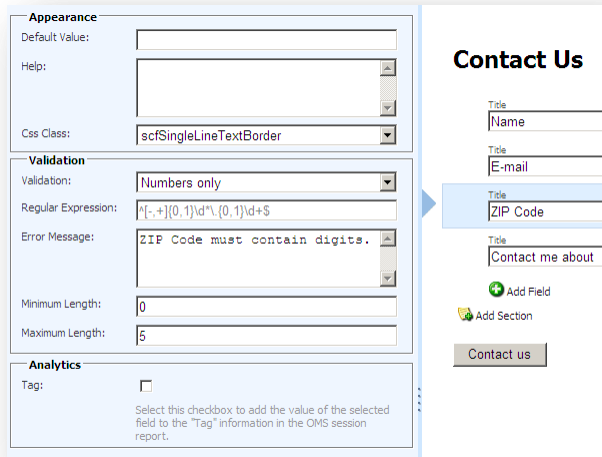 Appearance
Default Value:
Help:
Css Class:
scfSingleLineTextBorder
Validation
Validation:
Numbers only
Regular Expression:
^[-,+]{0,1}\d*\.{0,1}\d+$
Error Message:
ZIP Code must contain digits.
Minimum Length:
0
Maximum Length:
5
Analytics
Tag:
Select this checkbox to add the value of the selected
field to the "Tag" information in the OMS session
report.
Contact Us
Title
Name
Title
E-mail
Title
ZIP Code
Title
Contact me about
Add Field
Add Section
Contact us